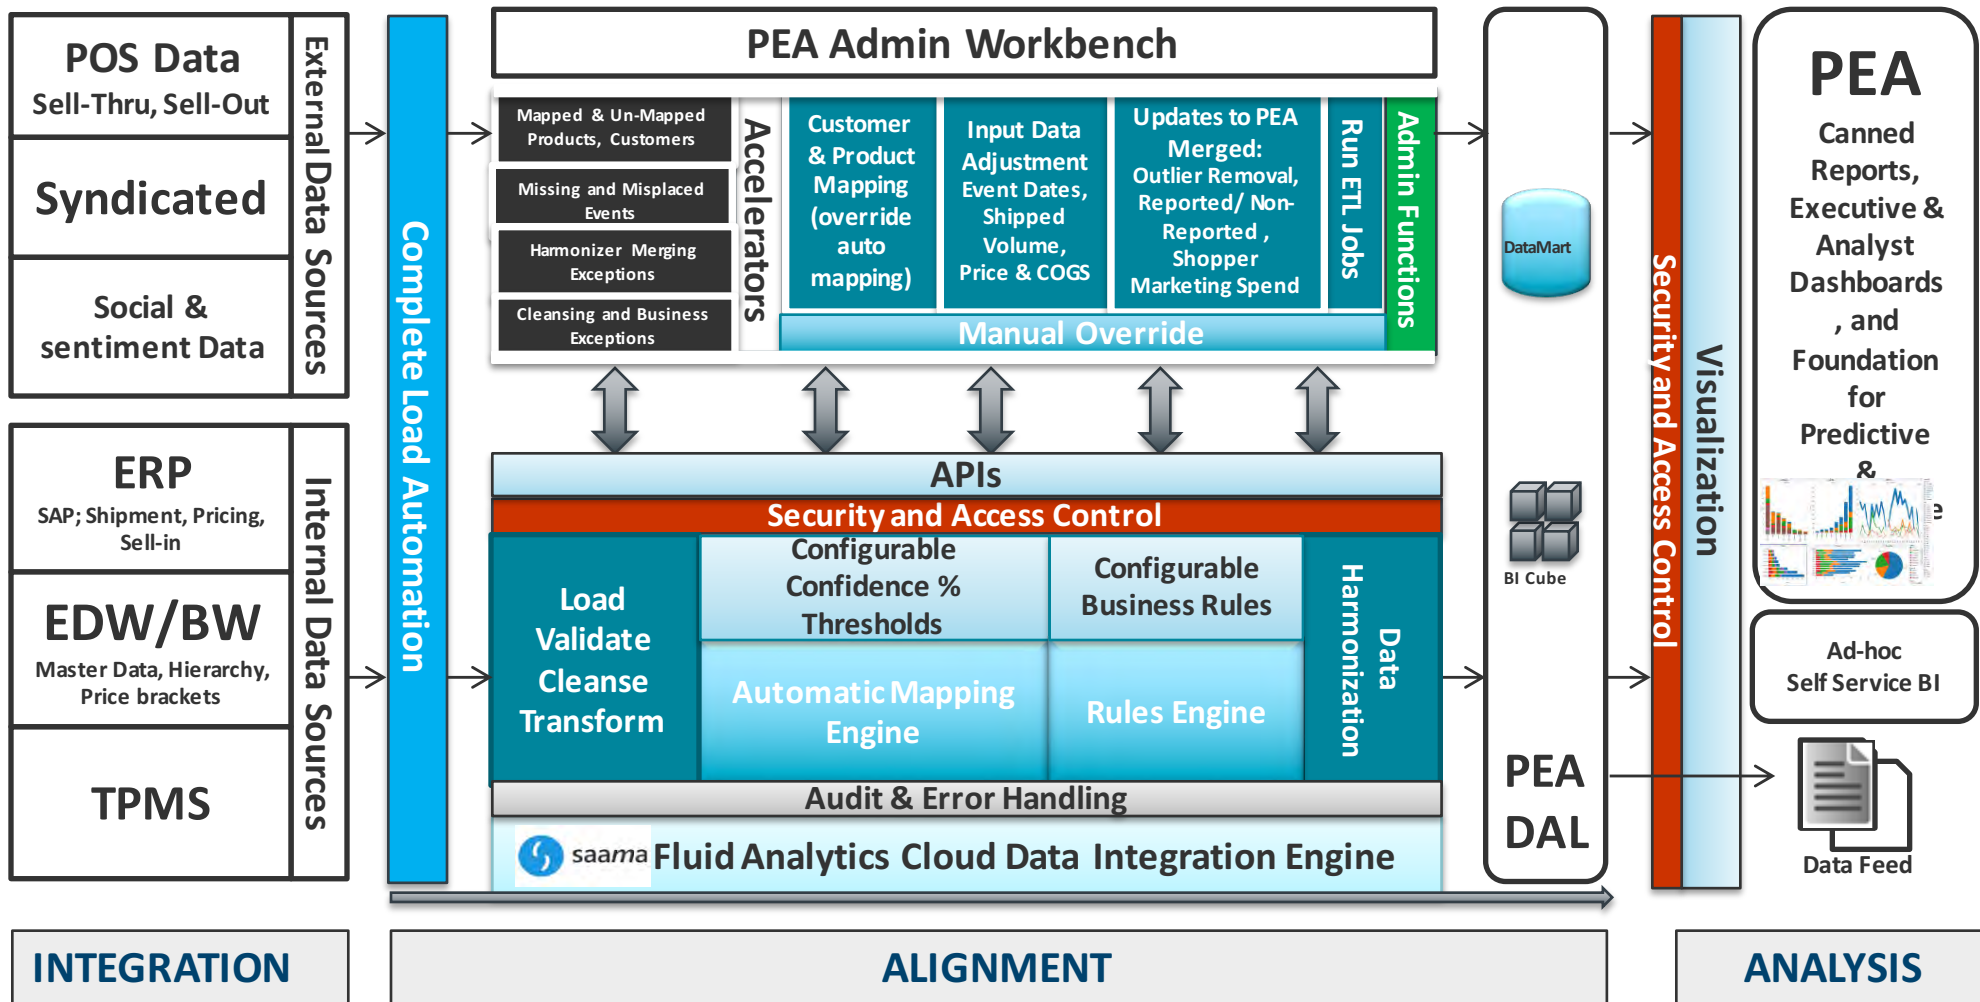 POS Data
Sell-Thru, Sell-Out
Syndicated
Social &
sentiment Data
External Data Sources
ERP
SAP; Shipment, Pricing,
Sell-in
EDW/BW
Master Data, Hierarchy,
Price brackets
TPMS
Internal Data Sources
Complete Load Automation
PEA Admin Workbench
Mapped & Un-Mapped
Products, Customers
Missing and Misplaced
Events
Harmonizer Merging
Exceptions
Cleansing and Business
Exceptions
Accelerators
Customer
& Product
Mapping
(override
auto
mapping)
Input Data
Adjustment
Event Dates,
Shipped
Volume,
Price & COGS
Updates to PEA
Merged:
Outlier Removal,
Reported/ Non-
Reported ,
Shopper
Marketing Spend
Run ETL Jobs
Manual Override
Admin Functions
APIs
Security and Access Control
Load
Validate
Cleanse
Transform
Configurable
Confidence %
Thresholds
Configurable
Business Rules
Automatic Mapping
Engine
Rules Engine
Data
Harmonization
Audit & Error Handling
saama Fluid Analytics Cloud Data Integration Engine
DataMart
BI Cube
PEA
DAL
Security and Access Control
Visualization
PEA
Canned
Reports,
Executive &
Analyst
Dashboards
, and
Foundation
for
Predictive
&
Ad-hoc
Self Service BI
Data Feed
INTEGRATION
ALIGNMENT
ANALYSIS